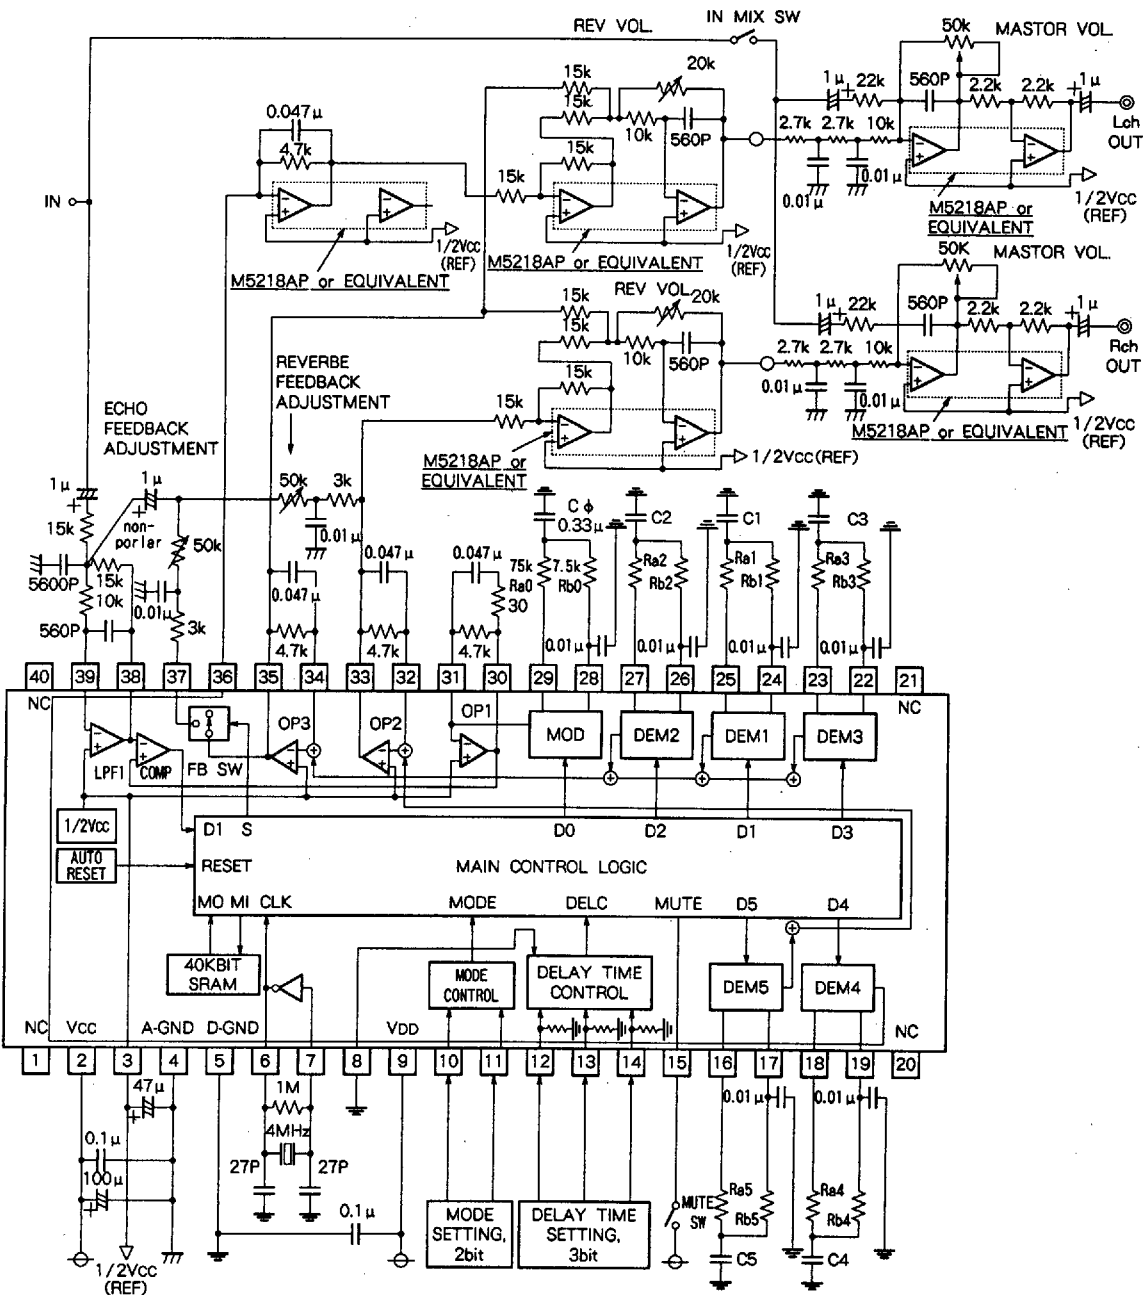 IN MIX SW
REV VOL.
50k
MASTOR VOL.
20k
15k
1μ
22k
560P
2.2k
2.2k
1μ
0.047μ
15k
4.7k
10k
560P
2.7k
2.7k
10k
Lch
OUT
15k
15k
0.01μ
0.01μ
IN
1/2Vcc
(REF)
1/2Vcc
(REF)
1/2Vcc
(REF)
M5218AP or EQUIVALENT
M5218AP or EQUIVALENT
M5218AP or
EQUIVALENT
50K
MASTOR VOL.
15k
REV VOL.
20k
1μ
22k
560P
2.2k
2.2k
1μ
15k
10k
560P
2.7k
2.7k
10k
Rch
OUT
REVERBE
FEEDBACK
ADJUSTMENT
15k
15k
0.01μ
0.01μ
1/2Vcc
(REF)
M5218AP or EQUIVALENT
ECHO
FEEDBACK
ADJUSTMENT
M5218AP or
EQUIVALENT
1/2Vcc(REF)
1μ
1μ
50k
3k
C φ
0.33μ
C2
C1
C3
15k
non-
porlar
50k
0.01μ
0.047μ
0.047μ
75k
Ra0
7.5k
Rb0
Ra2
Rb2
Ra1
Rb1
Ra3
Rb3
5600P
15k
10k
0.01μ
0.047μ
30
560P
3k
4.7k
4.7k
4.7k
0.01μ
0.01μ
0.01μ
0.01μ
40 39 38 37 36 35 34 33 32 31 30 29 28 27 26 25 24 23 22 21
NC
NC
OP3
OP2
OP1
MOD
DEM2
DEM1
DEM3
LPF1
COMP
FB SW
1/2Vcc
D1 S
D0
D2
D1
D3
AUTO
RESET
RESET
MAIN CONTROL LOGIC
MO MI CLK
MODE
DELC
MUTE
D5
D4
40KBIT
SRAM
MODE
CONTROL
DELAY TIME
CONTROL
DEM5
DEM4
NC
Vcc
A-GND
D-GND
VDD
NC
1 2 3 4 5 6 7 8 9 10 11 12 13 14 15 16 17 18 19 20
47μ
1M
0.01μ
0.01μ
4MHz
0.1μ
27P
27P
100μ
Ra5
Rb5
Ra4
Rb4
0.1μ
MODE
SETTING,
2bit
DELAY TIME
SETTING,
3bit
MUTE
SW
C5
C4
1/2Vcc
(REF)